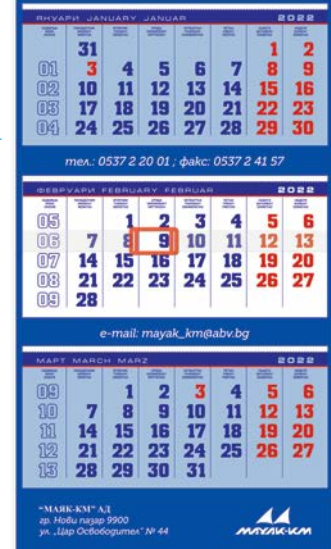 ЯНУАРИ JANUARY JANUAR 2022
31 1 2
01 3 4 5 6 7 8 9
02 10 11 12 13 14 15 16
03 17 18 19 20 21 22 23
04 24 25 26 27 28 29 30
тел.: 0537 2 20 01 ; факс: 0537 2 41 57
ФЕВРУАРИ FEBRUARY FEBRUAR 2022
05 1 2 3 4 5 6
06 7 8 9 10 11 12 13
07 14 15 16 17 18 19 20
08 21 22 23 24 25 26 27
09 28
e-mail: mayak_km@abv.bg
МАРТ MARCH MARZ 2022
09 1 2 3 4 5 6
10 7 8 9 10 11 12 13
11 14 15 16 17 18 19 20
12 21 22 23 24 25 26 27
13 28 29 30 31
"МАЯК-КМ" АД
гр. Нови пазар 9900
ул. „Цар Освободител" № 44
МАЯК-КМ